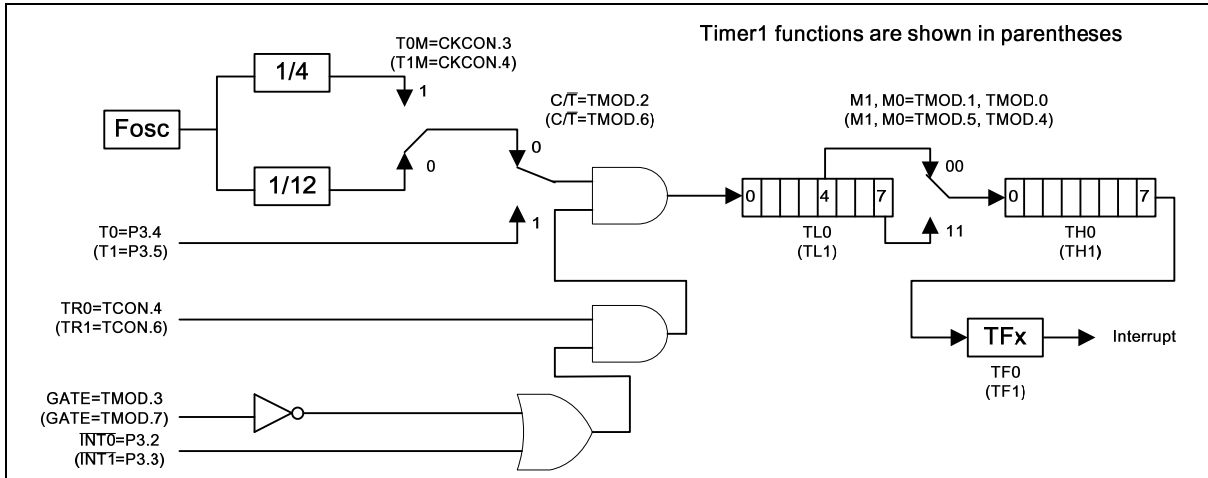 Timer1 functions are shown in parentheses
T0M=CKCON.3
(T1M=CKCON.4)
1/4
1
Fosc
C/T̅=TMOD.2
(C/T̅=TMOD.6)
M1, M0=TMOD.1, TMOD.0
(M1, M0=TMOD.5, TMOD.4)
0
00
1/12
0
0
4
7
0
7
T0=P3.4
(T1=P3.5)
1
11
TL0
(TL1)
TH0
(TH1)
TR0=TCON.4
(TR1=TCON.6)
TFx
Interrupt
TF0
(TF1)
GATE=TMOD.3
(GATE=TMOD.7)
I̅N̅T̅0̅=P3.2
(I̅N̅T̅1̅=P3.3)